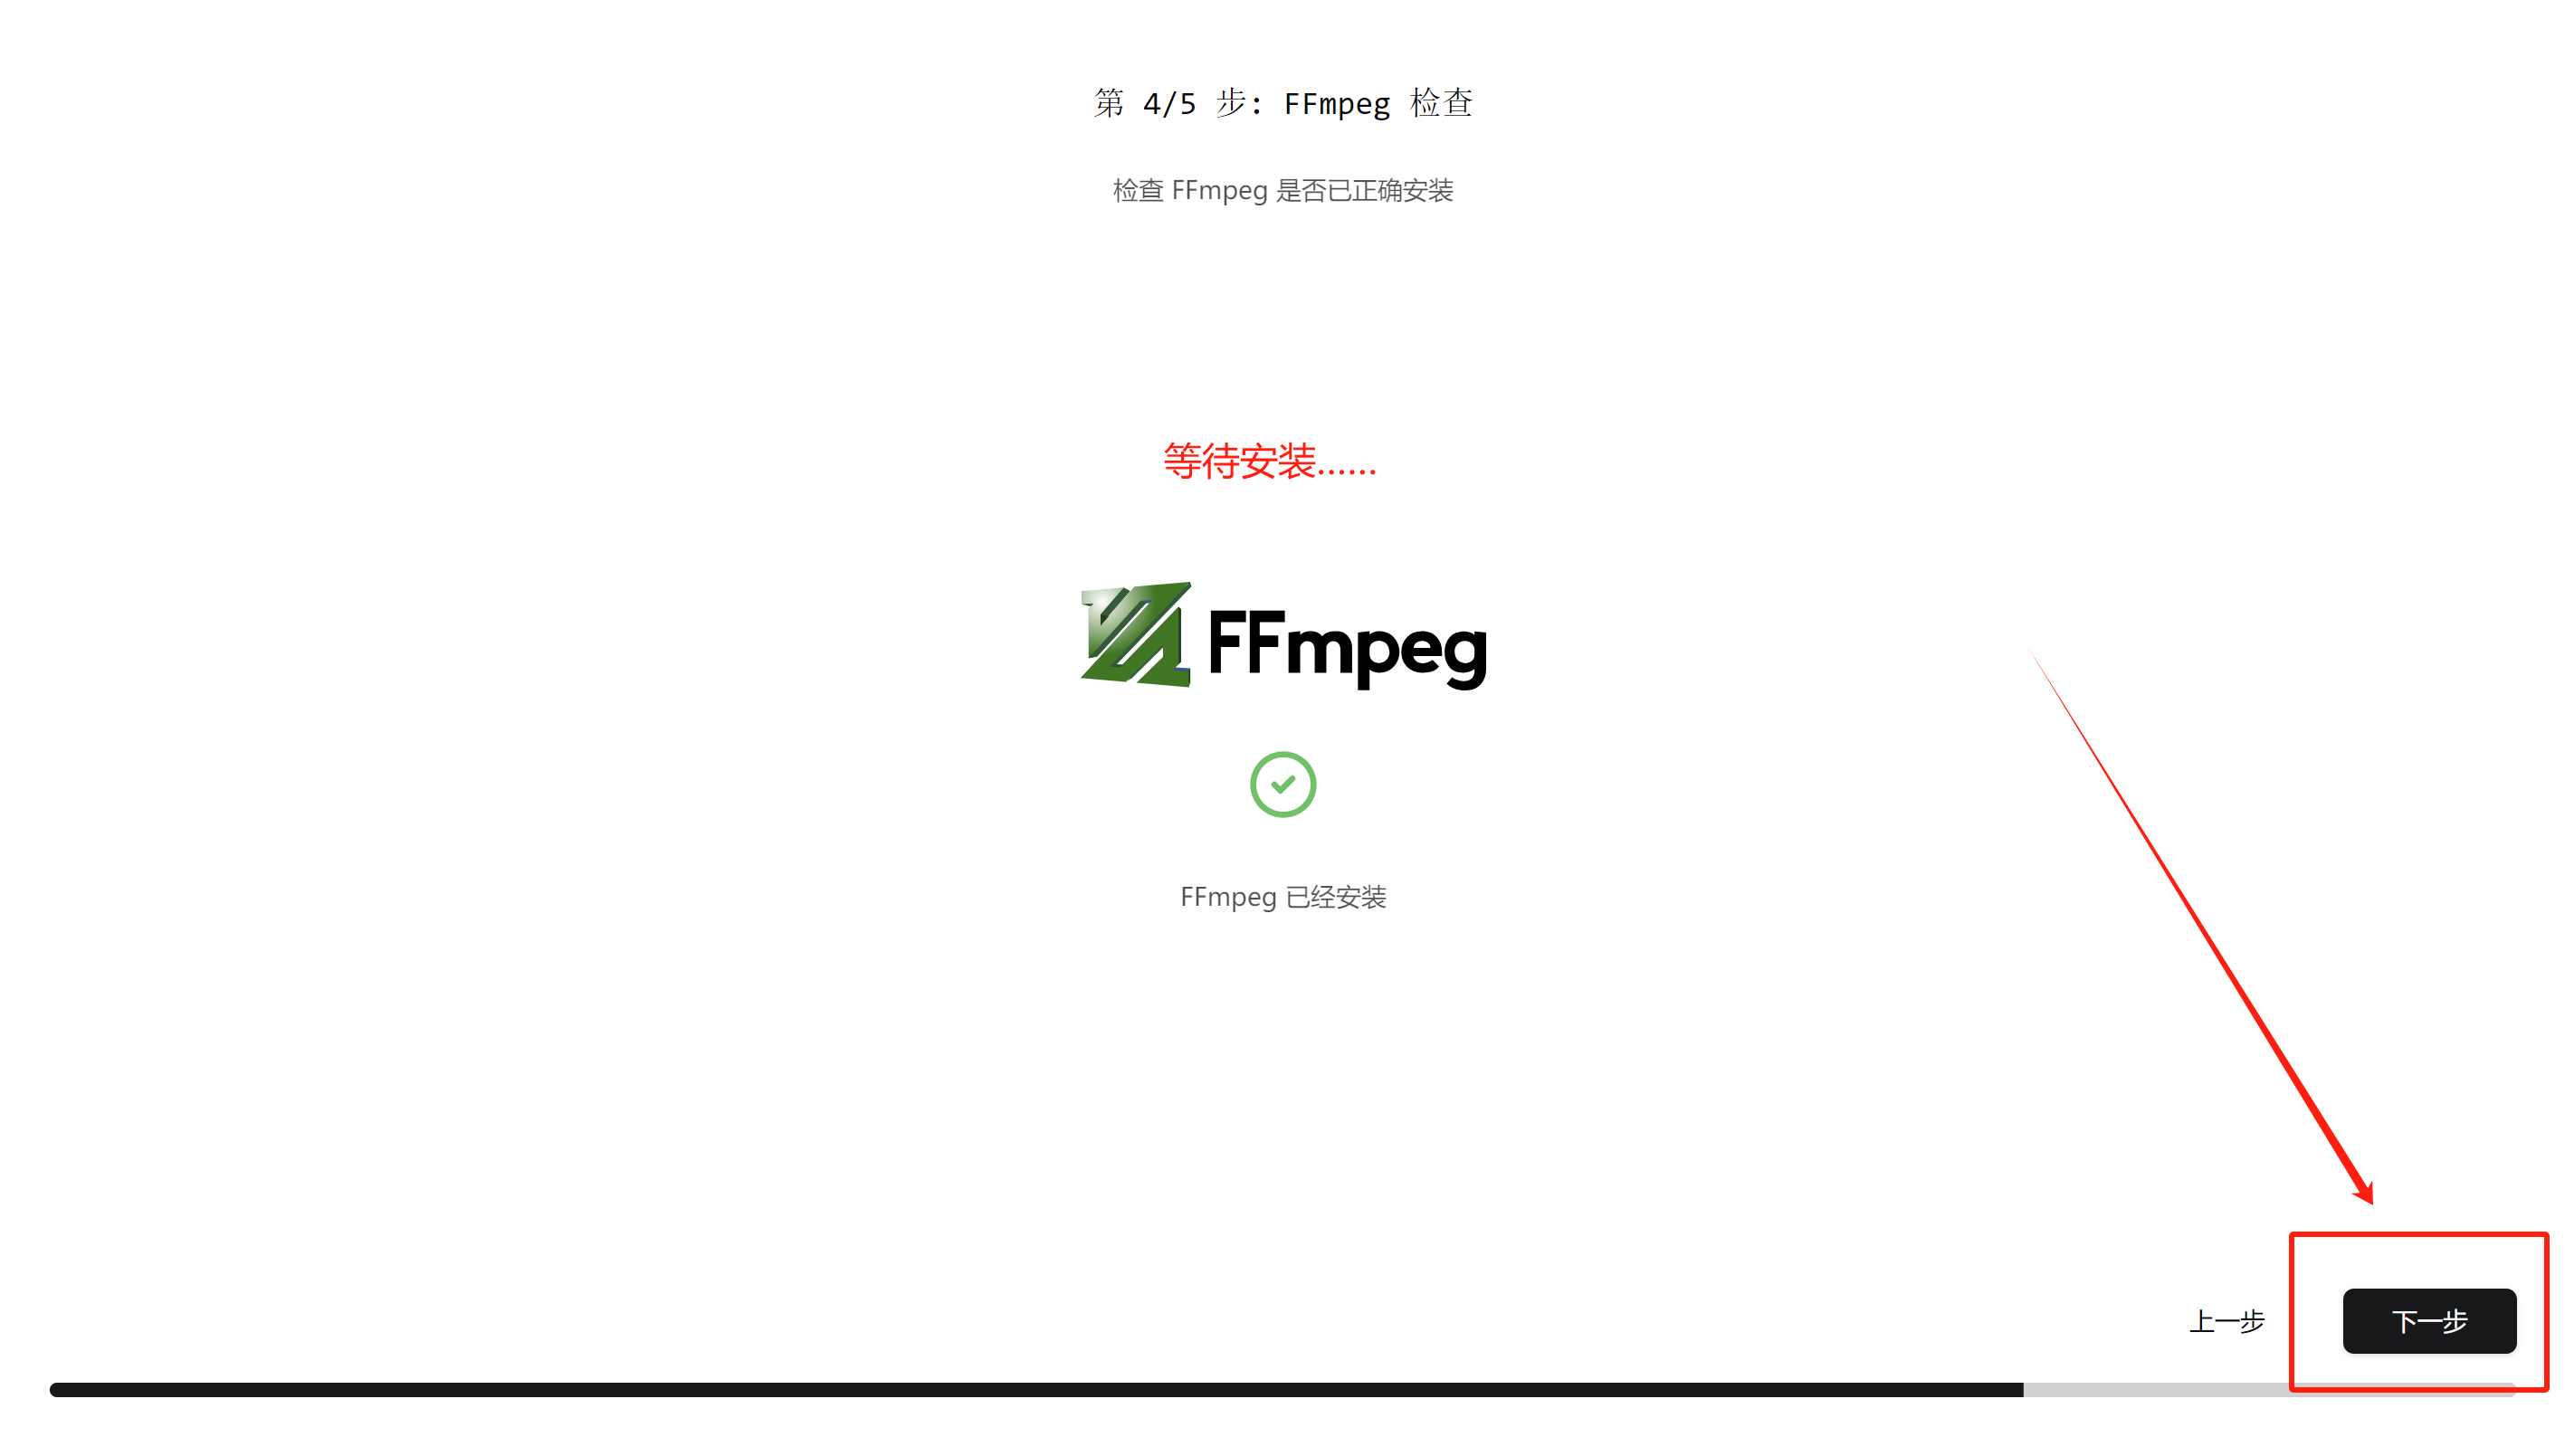 第 4/5 步: FFmpeg 检查
检查 FFmpeg 是否已正确安装
等待安装......
FFmpeg
FFmpeg 已经安装
上一步
下一步